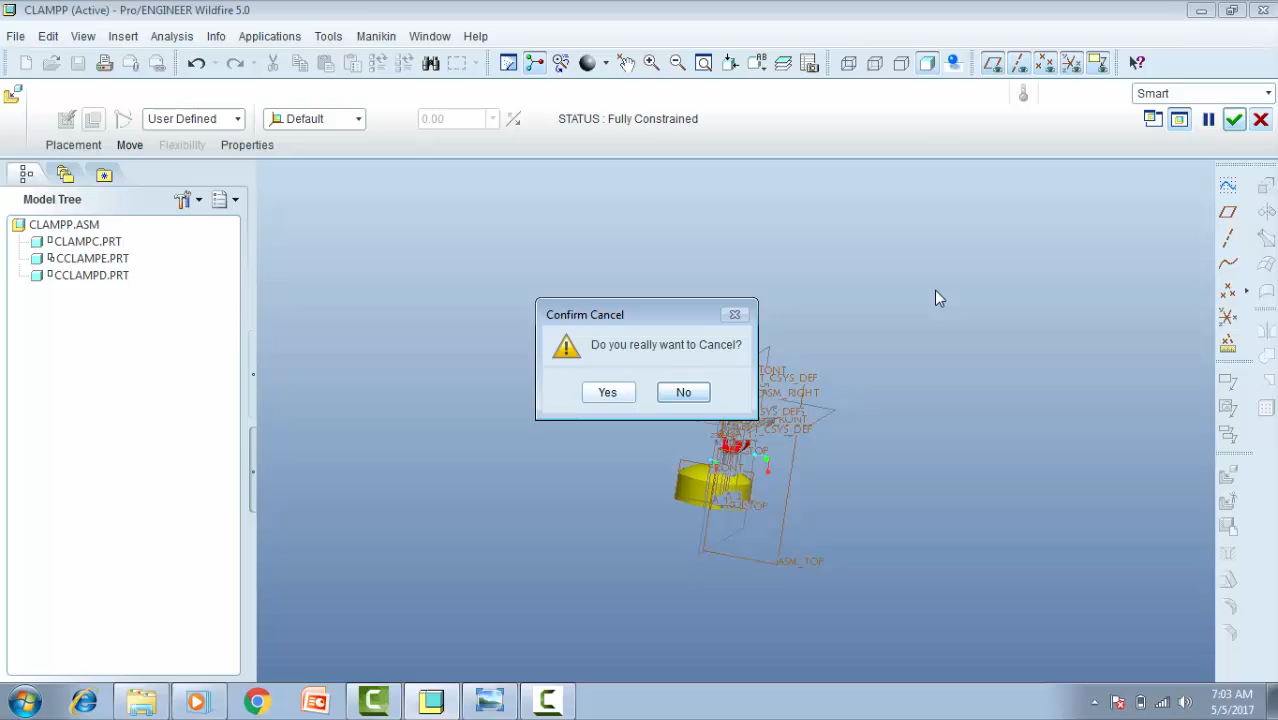 CLAMPP (Active) - Pro/ENGINEER Wildfire 5.0
File Edit View Insert Analysis Info Applications Tools Manikin Window Help
Smart
User Defined
Default
0.00
STATUS : Fully Constrained
Placement Move Flexibility Properties
Model Tree
CLAMPP.ASM
CLAMPC.PRT
CCLAMPE.PRT
CCLAMPD.PRT
Confirm Cancel
Do you really want to Cancel?
Yes No
CSYS_DEF
ASM_RIGHT
CSYS_DEF
FRONT
ASM_TOP
7:03 AM
5/5/2017